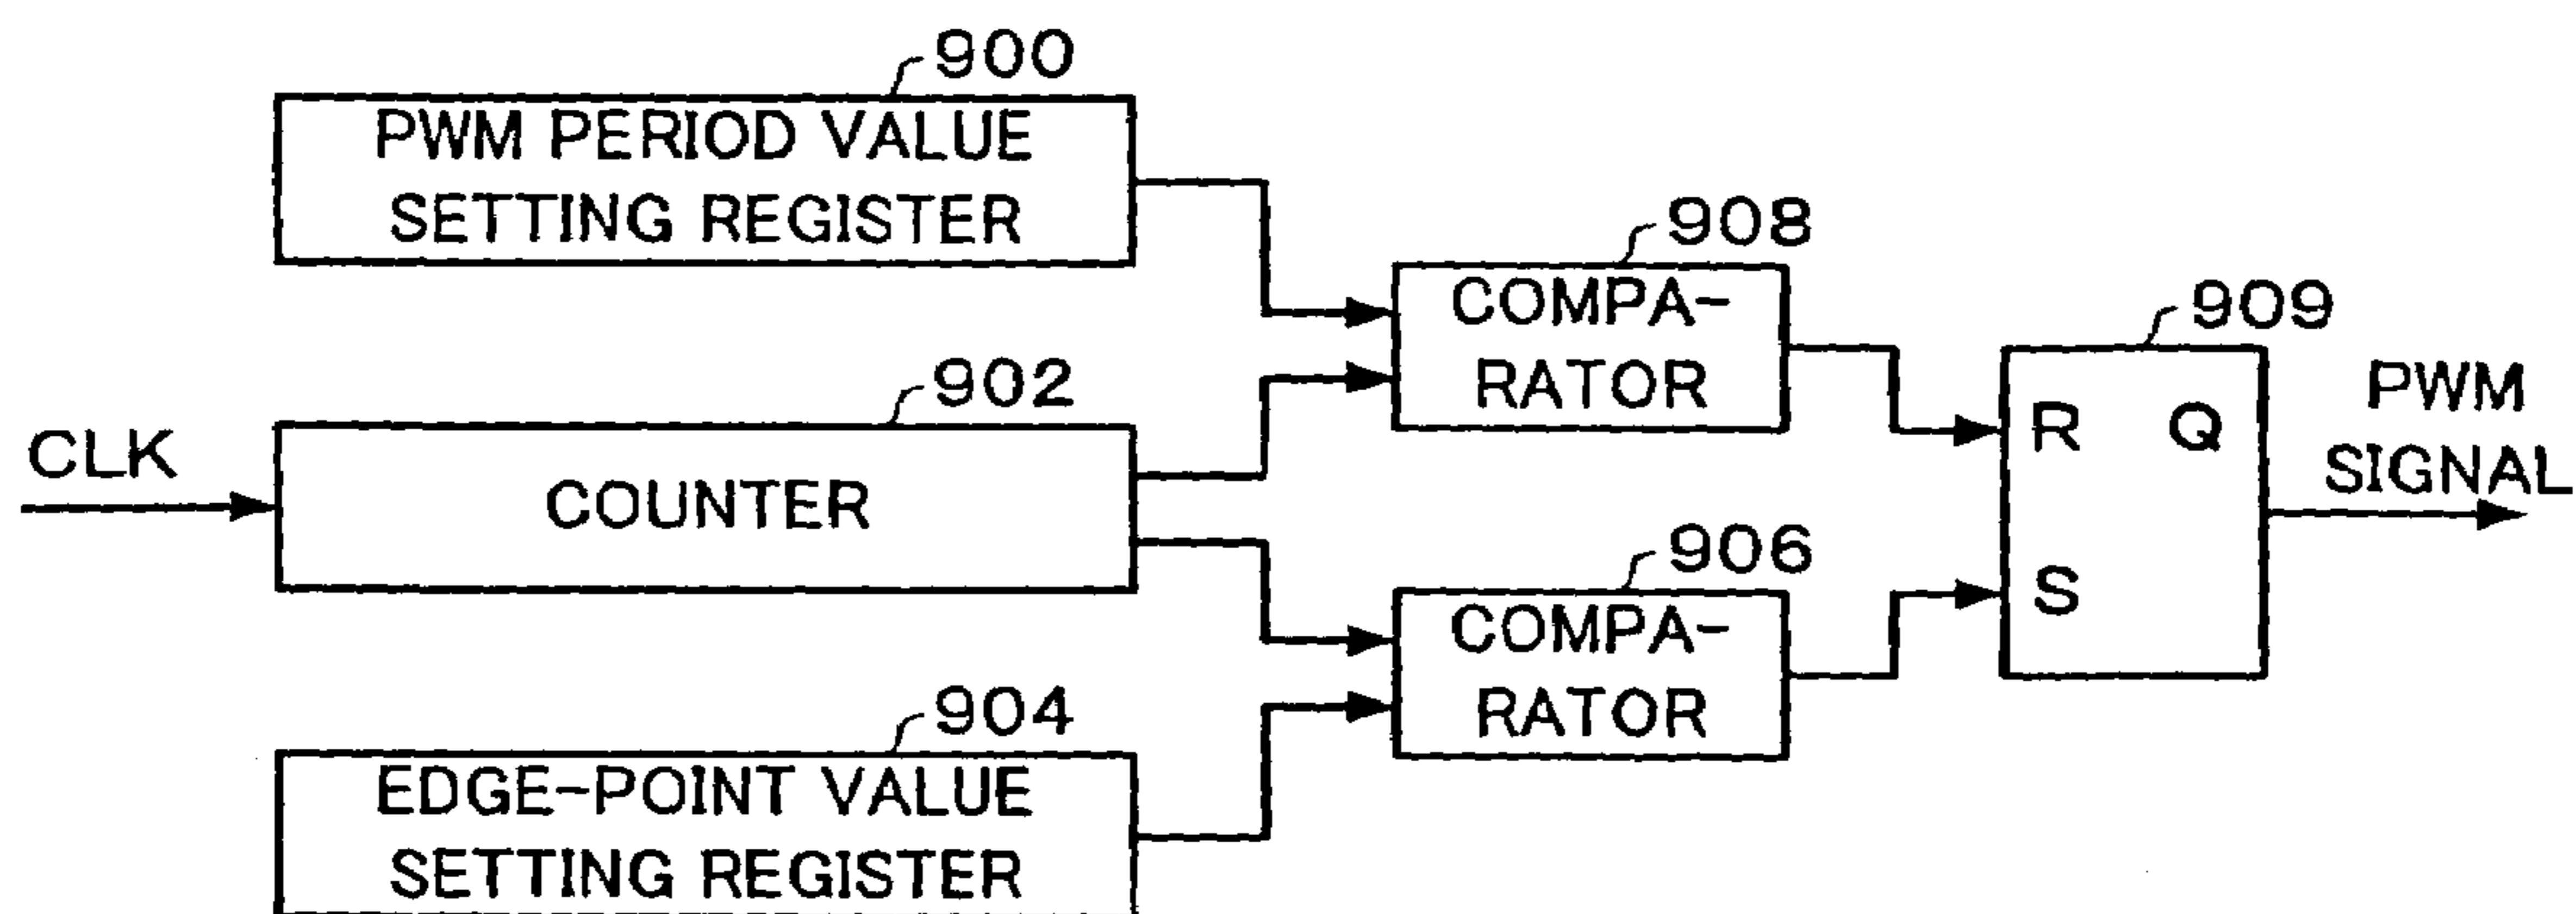 900
PWM PERIOD VALUE
SETTING REGISTER
908
COMPA-
RATOR
909
R Q
S
PWM
SIGNAL
902
CLK
COUNTER
906
COMPA-
RATOR
904
EDGE-POINT VALUE
SETTING REGISTER